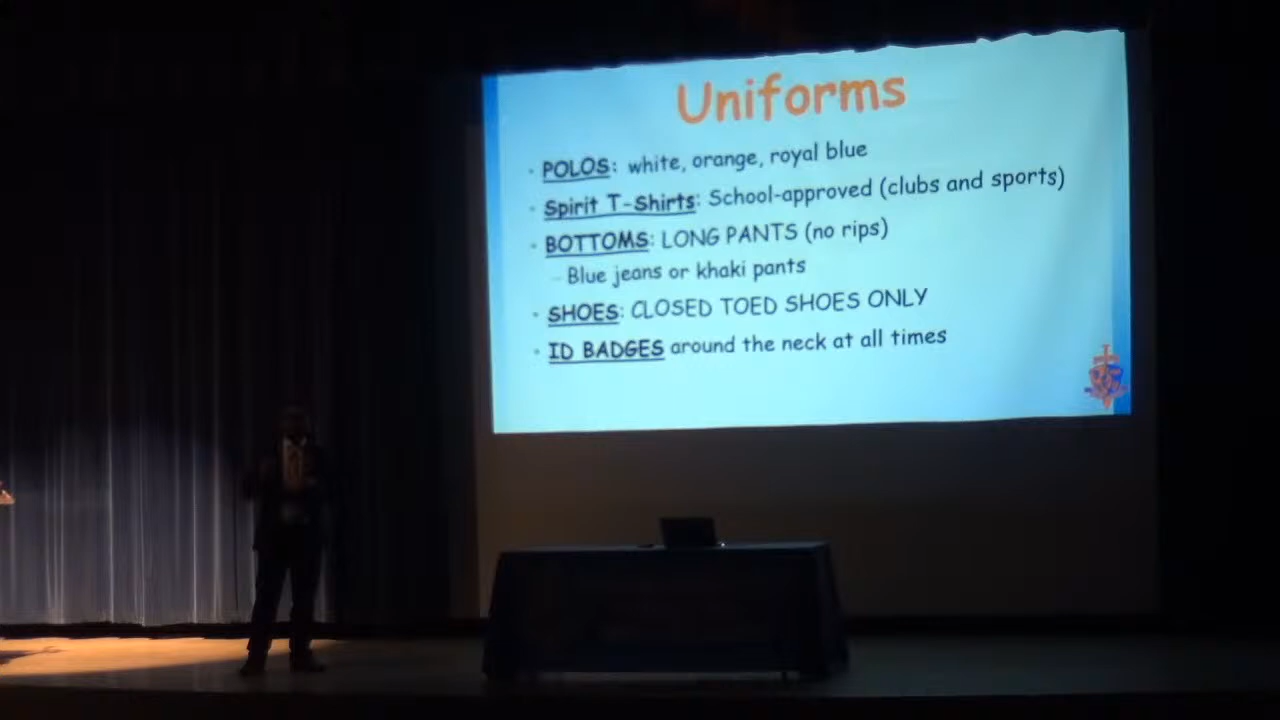 Uniforms
• POLOS: white, orange, royal blue
• Spirit T-Shirts: School-approved (clubs and sports)
• BOTTOMS: LONG PANTS (no rips)
– Blue jeans or khaki pants
• SHOES: CLOSED TOED SHOES ONLY
• ID BADGES around the neck at all times